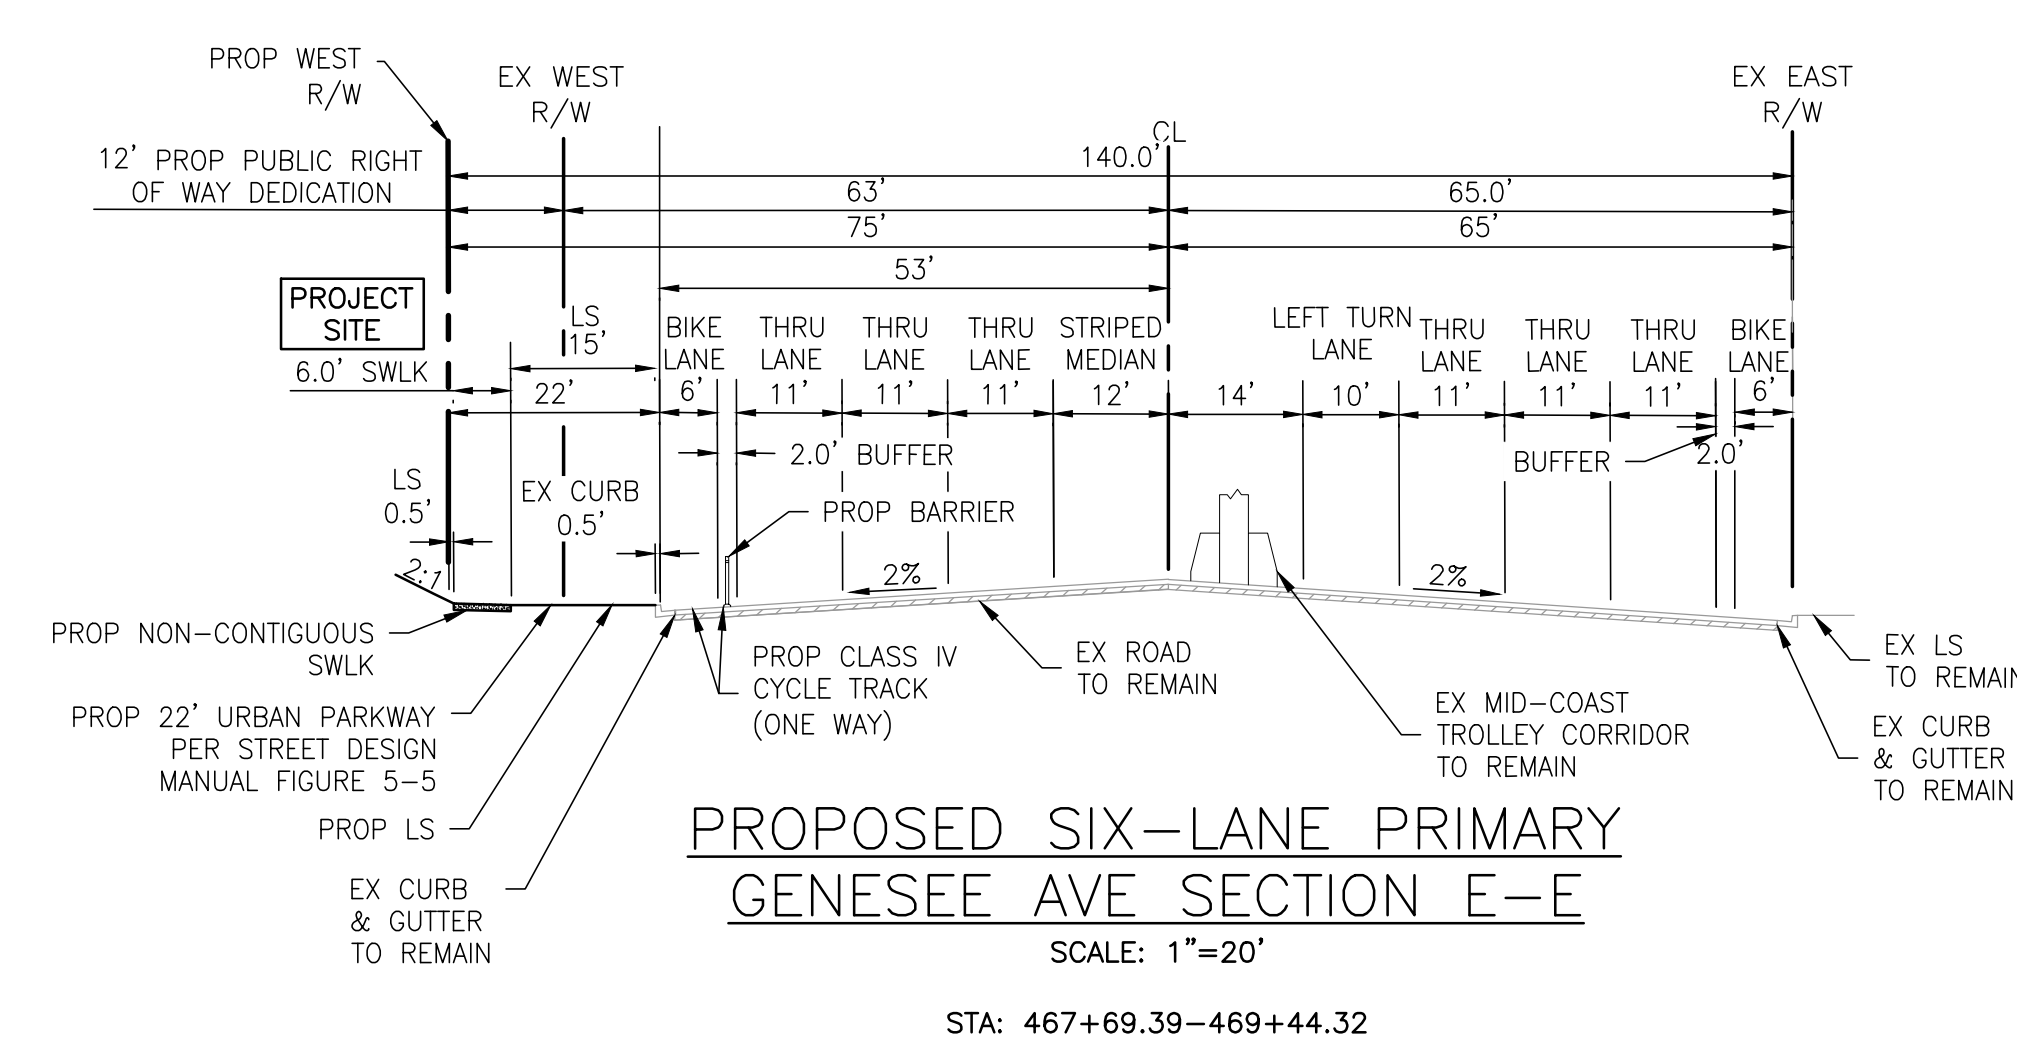 PROP WEST
R/W
EX WEST
R/W
EX EAST
R/W
CL
12' PROP PUBLIC RIGHT
OF WAY DEDICATION
140.0'
63'
65.0'
75'
65'
53'
PROJECT
SITE
6.0' SWLK
LS
15'
22'
BIKE
LANE
6'
THRU
LANE
11'
THRU
LANE
11'
THRU
LANE
11'
STRIPED
MEDIAN
12'
14'
LEFT TURN
LANE
10'
THRU
LANE
11'
THRU
LANE
11'
THRU
LANE
11'
BIKE
LANE
6'
2.0' BUFFER
BUFFER
2.0'
LS
0.5'
EX CURB
0.5'
PROP BARRIER
2:1
2%
2%
PROP NON-CONTIGUOUS
SWLK
PROP 22' URBAN PARKWAY
PER STREET DESIGN
MANUAL FIGURE 5-5
PROP LS
EX CURB
& GUTTER
TO REMAIN
PROP CLASS IV
CYCLE TRACK
(ONE WAY)
EX ROAD
TO REMAIN
EX MID-COAST
TROLLEY CORRIDOR
TO REMAIN
EX LS
TO REMAIN
EX CURB
& GUTTER
TO REMAIN
PROPOSED SIX-LANE PRIMARY
GENESEE AVE SECTION E-E
SCALE: 1"=20'
STA: 467+69.39-469+44.32